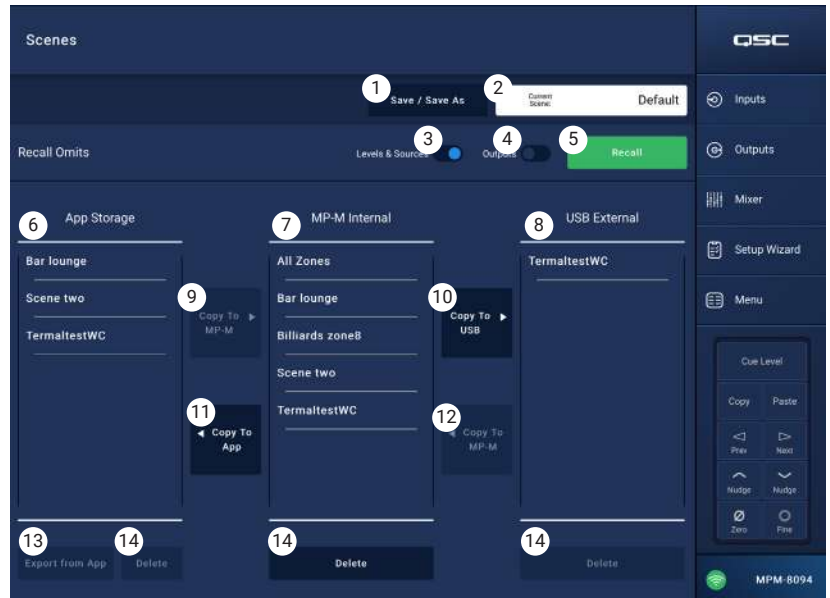 Scenes
QSC
1
Save / Save As
2
Current Scene:
Default
Inputs
Recall Omits
3
Levels & Sources
4
Outputs
5
Recall
Outputs
Mixer
6
App Storage
7
MP-M Internal
8
USB External
Setup Wizard
Bar lounge
All Zones
TermaltestWC
Scene two
9
Bar lounge
10
Menu
Copy To
MP-M
Copy To
USB
TermaltestWC
Billiards zone8
Cue Level
Scene two
Copy
Paste
11
TermaltestWC
12
Copy To
App
Copy To
MP-M
Prev
Next
Nudge
Nudge
Zero
Fine
13
14
14
14
Export from App
Delete
Delete
Delete
MPM-8094